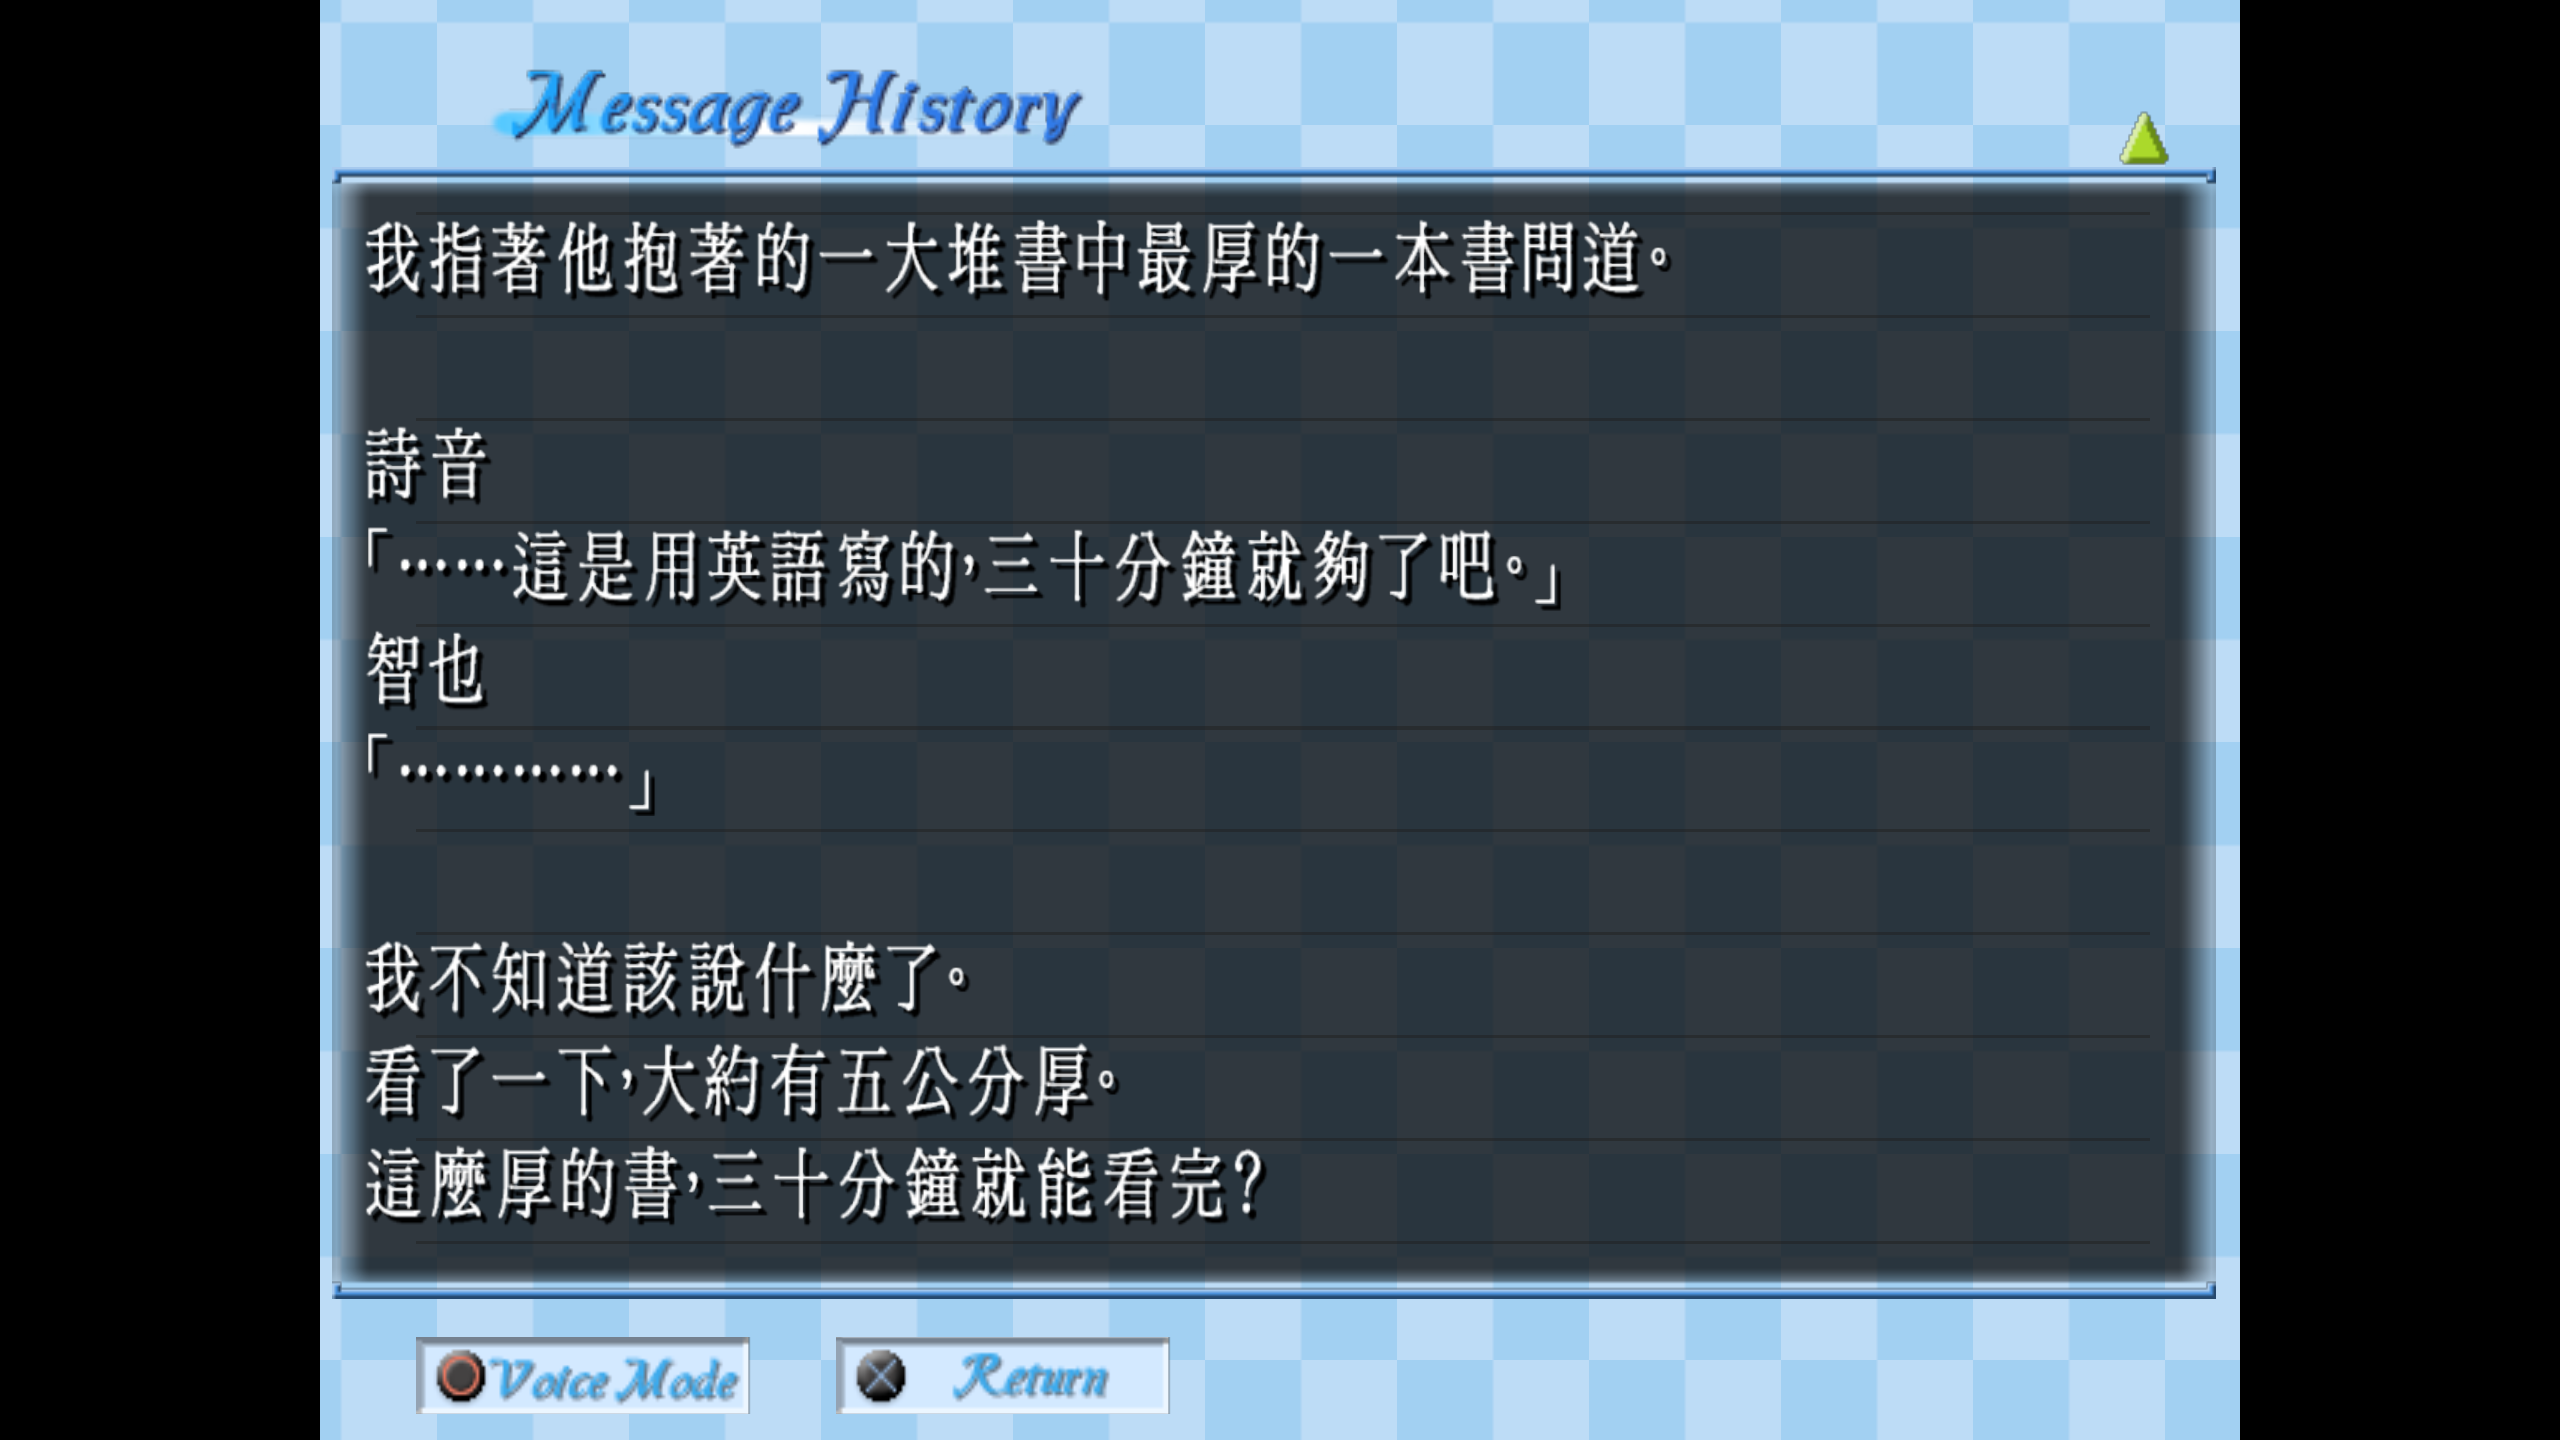 Message History
我指著他抱著的一大堆書中最厚的一本書問道。
詩音
「⋯⋯這是用英語寫的，三十分鐘就夠了吧。」
智也
「⋯⋯⋯⋯」
我不知道該說什麼了。
看了一下，大約有五公分厚。
這麼厚的書，三十分鐘就能看完？
Voice Mode
Return